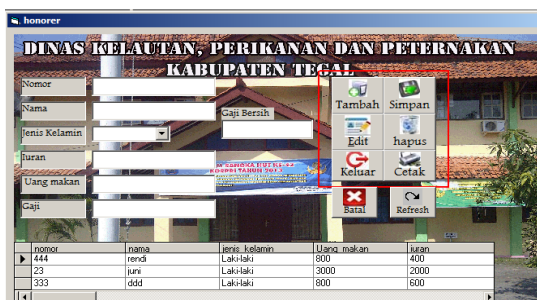 honorer
DINAS KELAUTAN, PERIKANAN DAN PETERNAKAN
KABUPATEN TEGAL
Nomor
Nama
Jenis Kelamin
Iuran
Uang makan
Gaji
Gaji Bersih
Tambah Simpan
Edit hapus
Keluar Cetak
Batal Refresh
nomor nama jenis_kelamin Uang_makan iuran
444 rendi Laki-laki 800 400
23 juni Laki-laki 3000 2000
333 ddd Laki-laki 800 600